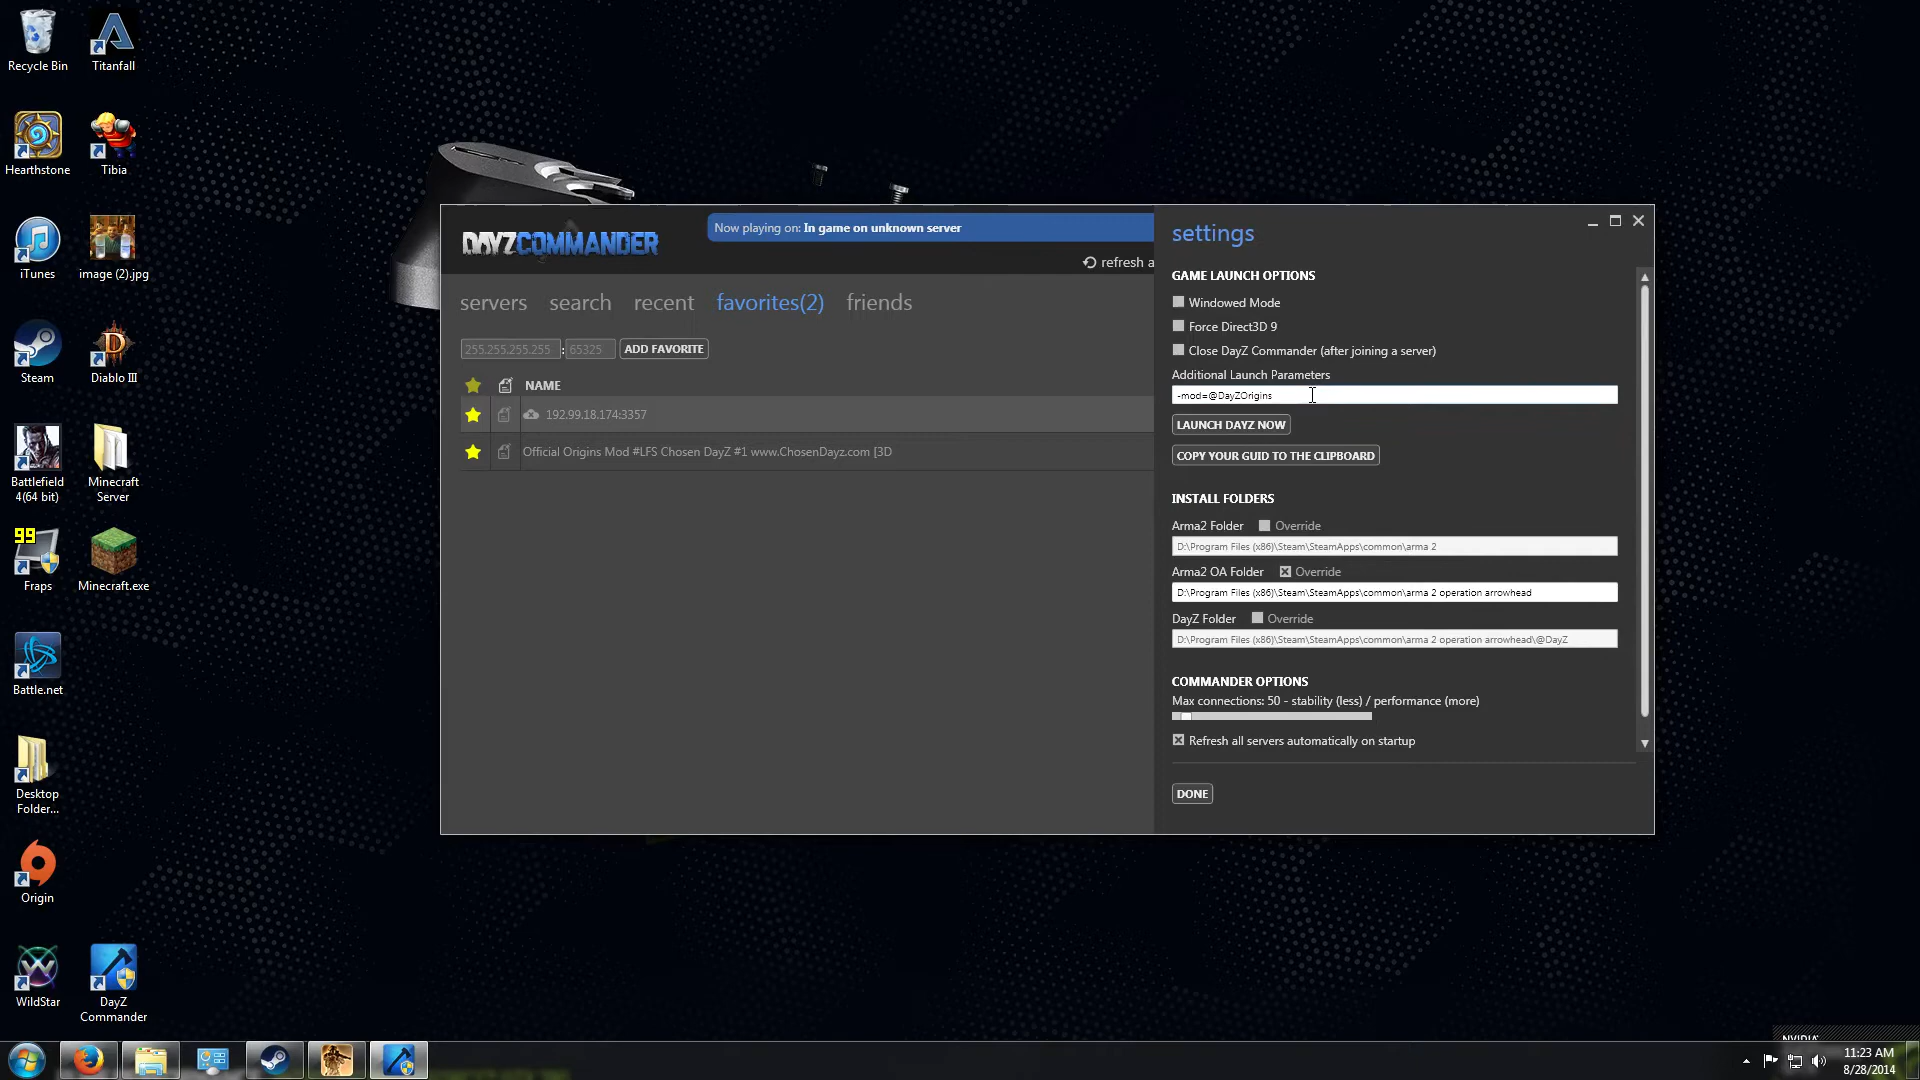 Recycle Bin
Titanfall
Hearthstone
Tibia
iTunes
image (2).jpg
Steam
Diablo III
Battlefield
4(64 bit)
Minecraft
Server
99
Fraps
Minecraft.exe
Battle.net
Desktop
Folder...
Origin
WildStar
DayZ
Commander
DAYZCOMMANDER
Now playing on: In game on unknown server
refresh a
servers search recent favorites(2) friends
255.255.255.255 : 65325 ADD FAVORITE
NAME
192.99.18.174:3357
Official Origins Mod #LFS Chosen DayZ #1 www.ChosenDayz.com [3D
settings
GAME LAUNCH OPTIONS
Windowed Mode
Force Direct3D 9
Close DayZ Commander (after joining a server)
Additional Launch Parameters
-mod=@DayZOrigins
LAUNCH DAYZ NOW
COPY YOUR GUID TO THE CLIPBOARD
INSTALL FOLDERS
Arma2 Folder Override
D:\Program Files (x86)\Steam\SteamApps\common\arma 2
Arma2 OA Folder Override
D:\Program Files (x86)\Steam\SteamApps\common\arma 2 operation arrowhead
DayZ Folder Override
D:\Program Files (x86)\Steam\SteamApps\common\arma 2 operation arrowhead\@DayZ
COMMANDER OPTIONS
Max connections: 50 - stability (less) / performance (more)
Refresh all servers automatically on startup
DONE
NVIDIA
11:23 AM
8/28/2014